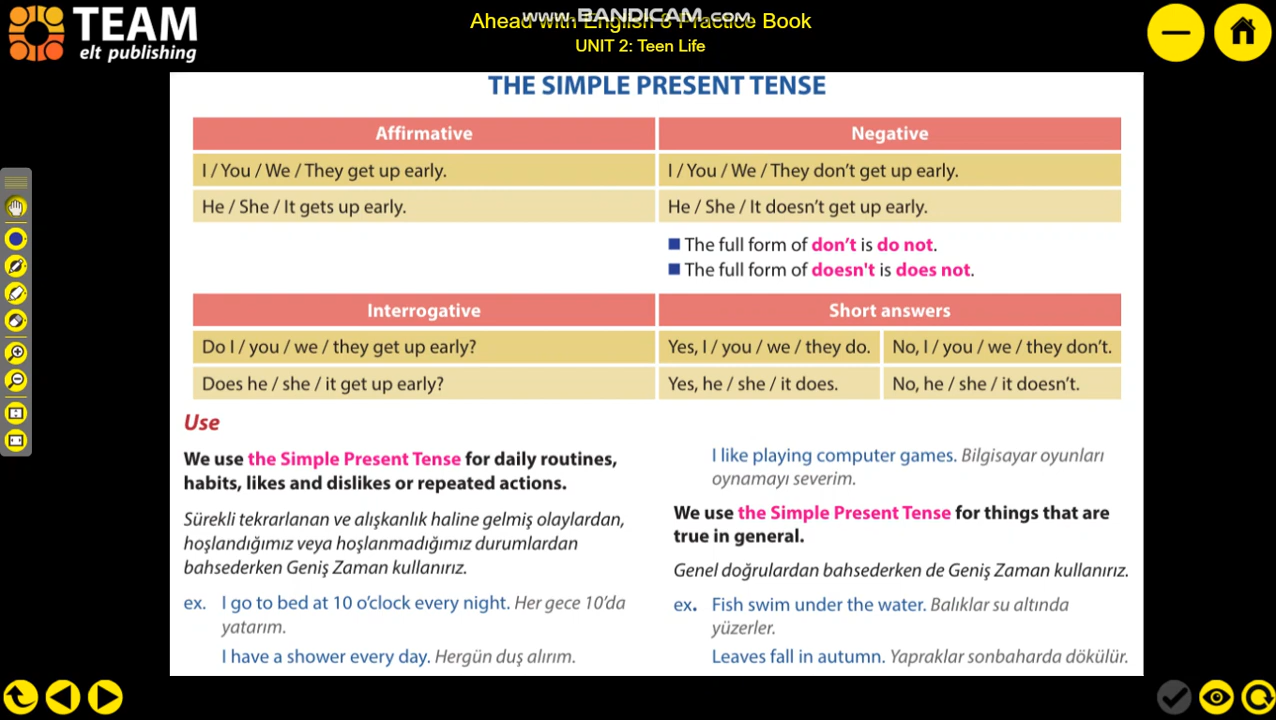 TEAM
elt publishing
www.BANDICAM.com
Ahead with English 8 Practice Book
UNIT 2: Teen Life
THE SIMPLE PRESENT TENSE
Affirmative
Negative
I / You / We / They get up early.
I / You / We / They don't get up early.
He / She / It gets up early.
He / She / It doesn't get up early.
The full form of don't is do not.
The full form of doesn't is does not.
Interrogative
Short answers
Do I / you / we / they get up early?
Yes, I / you / we / they do.
No, I / you / we / they don't.
Does he / she / it get up early?
Yes, he / she / it does.
No, he / she / it doesn't.
Use
We use the Simple Present Tense for daily routines,
habits, likes and dislikes or repeated actions.
Sürekli tekrarlanan ve alışkanlık haline gelmiş olaylardan,
hoşlandığımız veya hoşlanmadığımız durumlardan
bahsederken Geniş Zaman kullanırız.
ex. I go to bed at 10 o'clock every night. Her gece 10'da
yatarım.
I have a shower every day. Hergün duş alırım.
I like playing computer games. Bilgisayar oyunları
oynamayı severim.
We use the Simple Present Tense for things that are
true in general.
Genel doğrulardan bahsederken de Geniş Zaman kullanırız.
ex. Fish swim under the water. Balıklar su altında
yüzerler.
Leaves fall in autumn. Yapraklar sonbaharda dökülür.